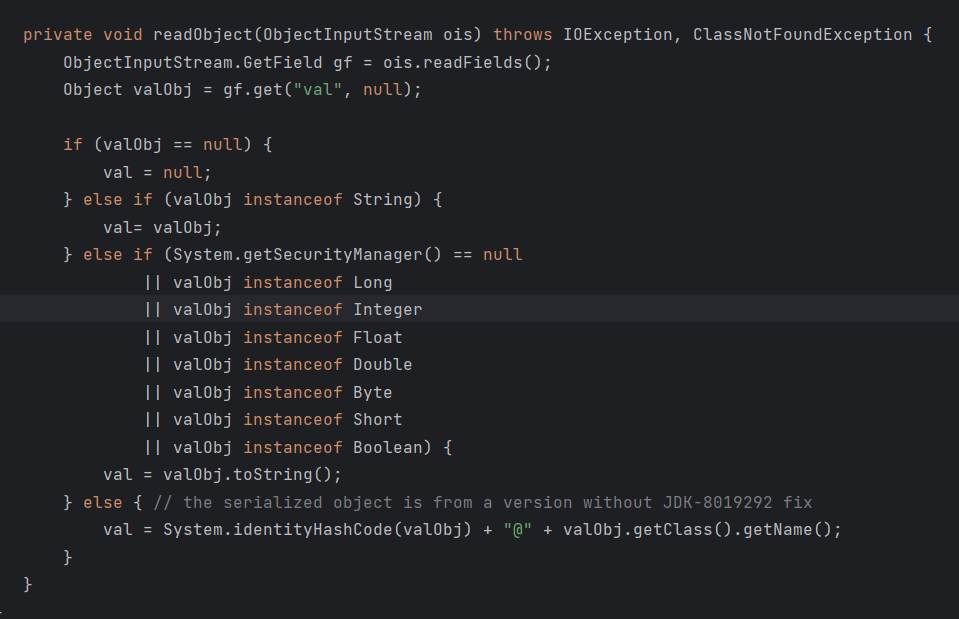 private void readObject(ObjectInputStream ois) throws IOException, ClassNotFoundException {
    ObjectInputStream.GetField gf = ois.readFields();
    Object valObj = gf.get("val", null);

    if (valObj == null) {
        val = null;
    } else if (valObj instanceof String) {
        val= valObj;
    } else if (System.getSecurityManager() == null
            || valObj instanceof Long
            || valObj instanceof Integer
            || valObj instanceof Float
            || valObj instanceof Double
            || valObj instanceof Byte
            || valObj instanceof Short
            || valObj instanceof Boolean) {
        val = valObj.toString();
    } else { // the serialized object is from a version without JDK-8019292 fix
        val = System.identityHashCode(valObj) + "@" + valObj.getClass().getName();
    }
}